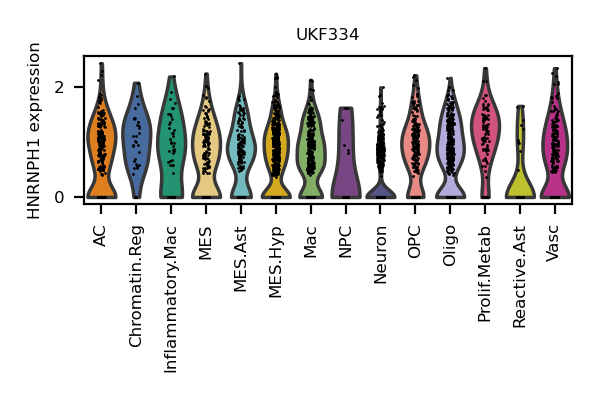 UKF334
HNRNPH1 expression
2
0
AC
Chromatin.Reg
Inflammatory.Mac
MES
MES.Ast
MES.Hyp
Mac
NPC
Neuron
OPC
Oligo
Prolif.Metab
Reactive.Ast
Vasc